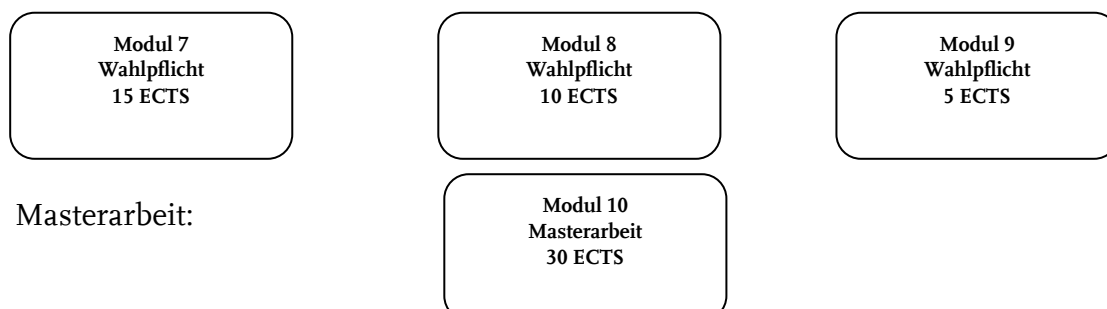 Modul 7
Wahlpflicht
15 ECTS
Modul 8
Wahlpflicht
10 ECTS
Modul 9
Wahlpflicht
5 ECTS
Masterarbeit:
Modul 10
Masterarbeit
30 ECTS